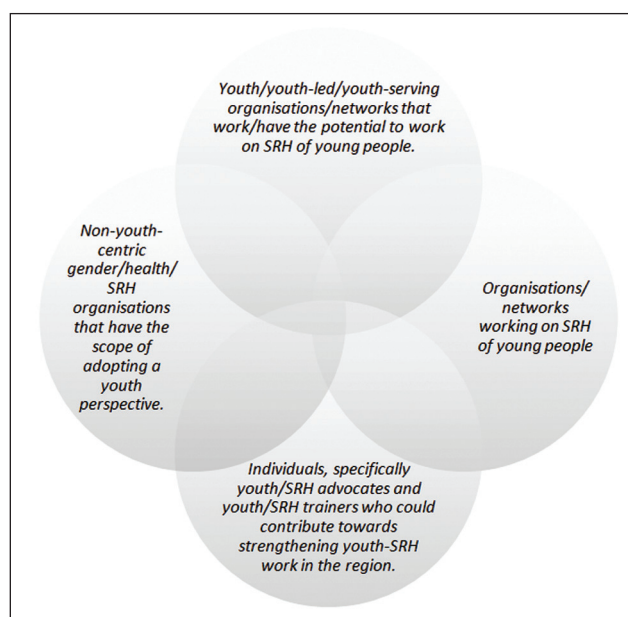 Youth/youth-led/youth-serving
organisations/networks that
work/have the potential to work
on SRH of young people.
Non-youth-
centric
gender/health/
SRH
organisations
that have the
scope of
adopting a
youth
perspective.
Organisations/
networks
working on SRH
of young people
Individuals, specifically
youth/SRH advocates and
youth/SRH trainers who could
contribute towards
strengthening youth-SRH
work in the region.